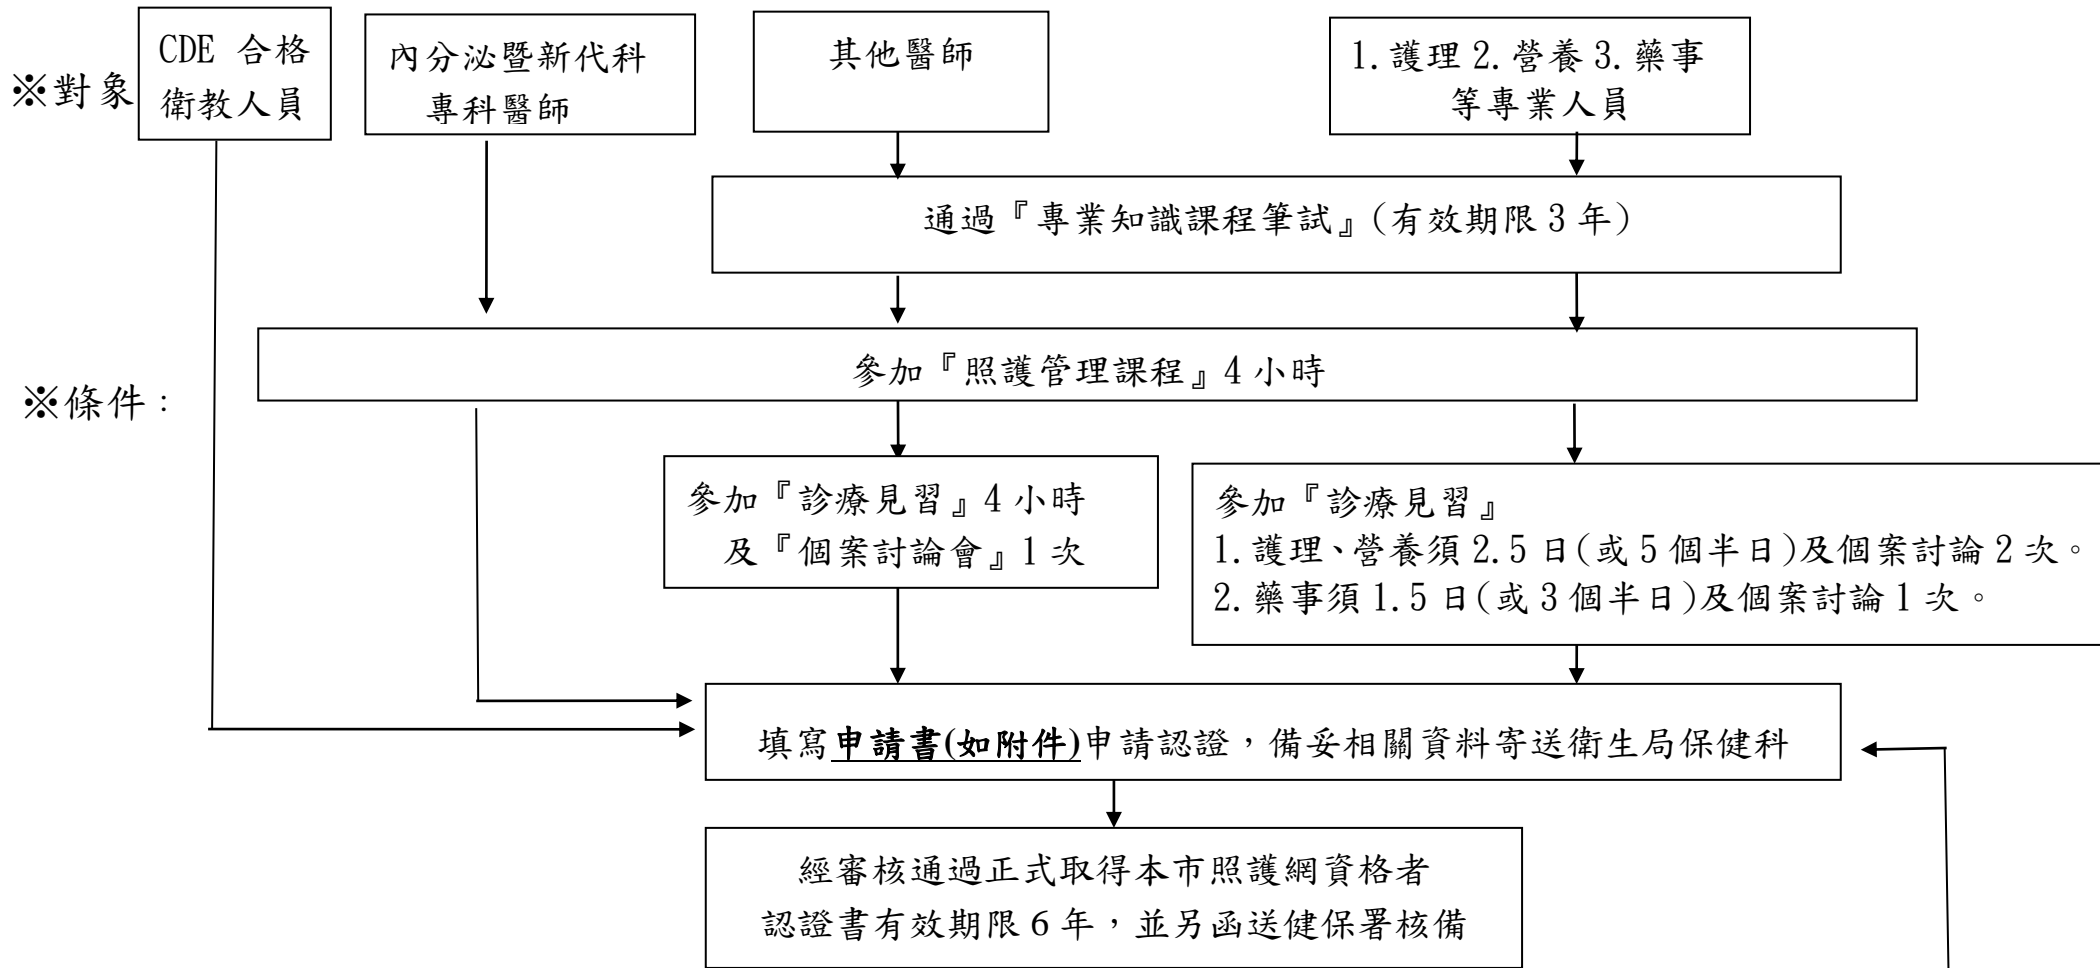 ※對象
CDE 合格
衛教人員
內分泌暨新代科
專科醫師
其他醫師
1.護理 2.營養 3.藥事
等專業人員
通過『專業知識課程筆試』(有效期限 3 年)
參加『照護管理課程』4 小時
※條件：
參加『診療見習』4 小時
及『個案討論會』1 次
參加『診療見習』
1.護理、營養須 2.5 日(或 5 個半日)及個案討論 2 次。
2.藥事須 1.5 日(或 3 個半日)及個案討論 1 次。
填寫申請書(如附件)申請認證，備妥相關資料寄送衛生局保健科
經審核通過正式取得本市照護網資格者
認證書有效期限 6 年，並另函送健保署核備